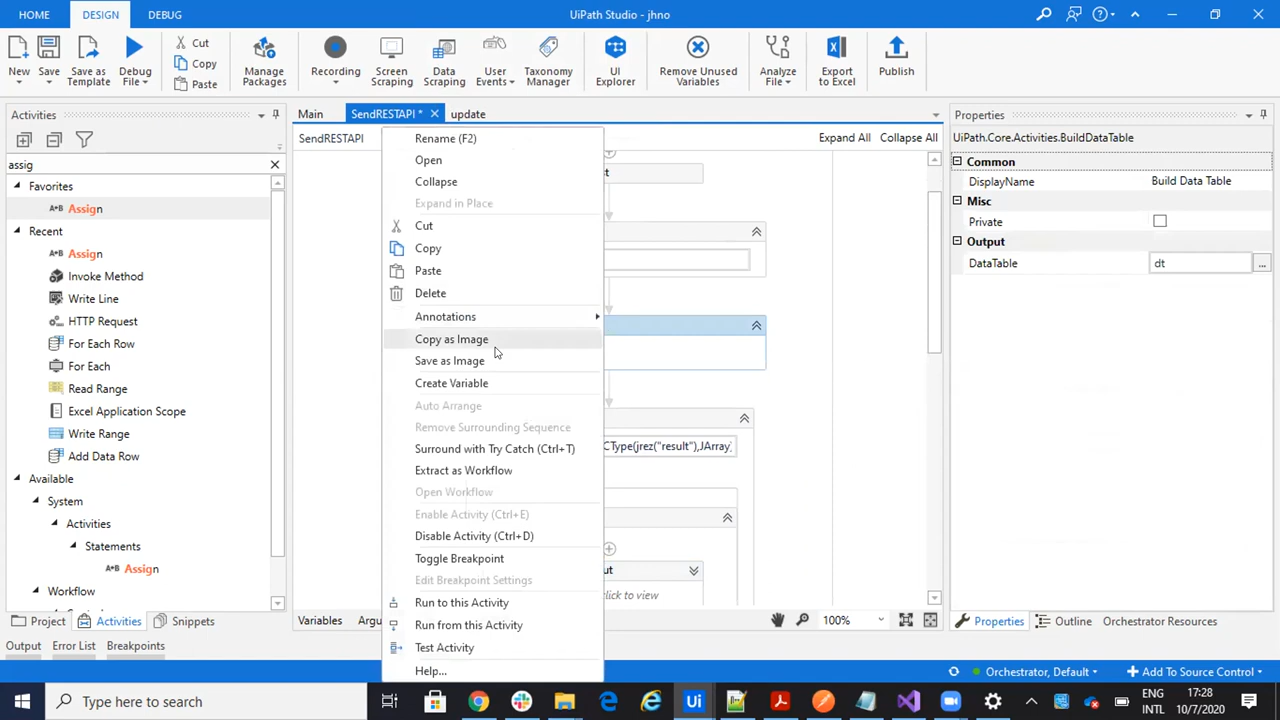 HOME
DESIGN
DEBUG
UiPath Studio - jhno
New
Save
Save as Template
Debug File
Cut
Copy
Paste
Manage Packages
Recording
Screen Scraping
Data Scraping
User Events
Taxonomy Manager
UI Explorer
Remove Unused Variables
Analyze File
Export to Excel
Publish
Activities
assig
Favorites
A+B Assign
Recent
A+B Assign
Invoke Method
Write Line
HTTP Request
For Each Row
For Each
Read Range
Excel Application Scope
Write Range
Add Data Row
Available
System
Activities
Statements
A+B Assign
Workflow
Project
Activities
Snippets
Output
Error List
Breakpoints
Main
SendRESTAPI *
update
SendRESTAPI
Expand All
Collapse All
Rename (F2)
Open
Collapse
Expand in Place
Cut
Copy
Paste
Delete
Annotations
Copy as Image
Save as Image
Create Variable
Auto Arrange
Remove Surrounding Sequence
Surround with Try Catch (Ctrl+T)
Extract as Workflow
Open Workflow
Enable Activity (Ctrl+E)
Disable Activity (Ctrl+D)
Toggle Breakpoint
Edit Breakpoint Settings
Run to this Activity
Run from this Activity
Test Activity
Help...
CType(jrez("result"),JArray)
click to view
Variables
100%
Properties
UiPath.Core.Activities.BuildDataTable
Common
DisplayName
Build Data Table
Misc
Private
Output
DataTable
dt
...
Properties
Outline
Orchestrator Resources
Orchestrator, Default
Add To Source Control
Type here to search
Ui
ENG
INTL
17:28
10/7/2020